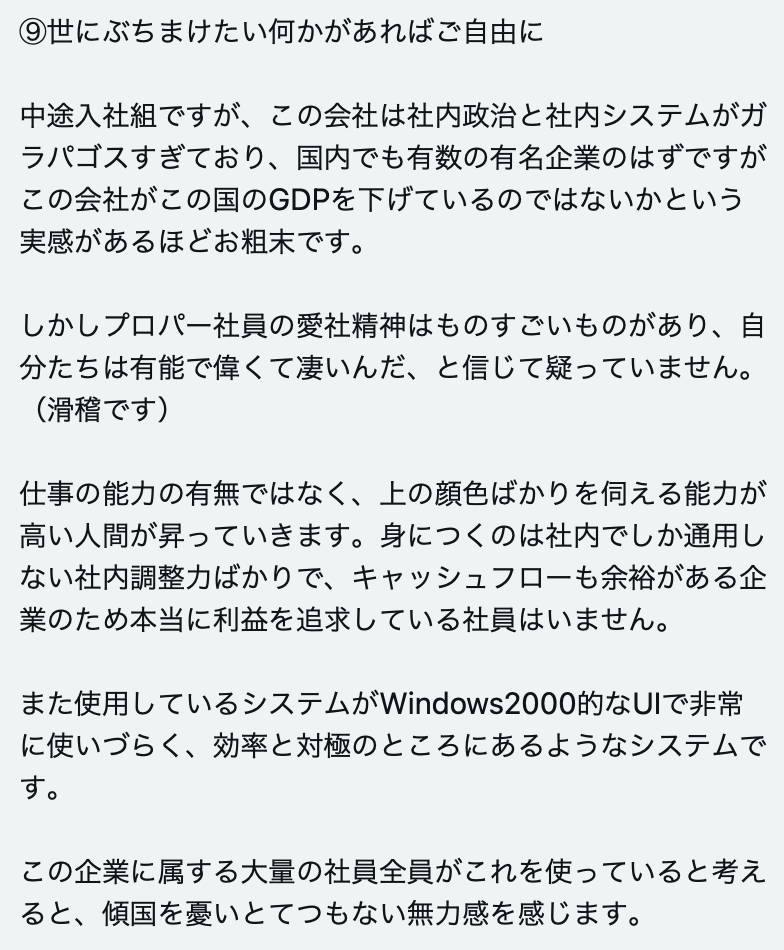 ⑨世にぶちまけたい何かがあればご自由に
中途入社組ですが、この会社は社内政治と社内システムがガ
ラパゴスすぎており、国内でも有数の有名企業のはずですが
この会社がこの国のGDPを下げているのではないかという
実感があるほどお粗末です。
しかしプロパー社員の愛社精神はものすごいものがあり、自
分たちは有能で偉くて凄いんだ、と信じて疑っていません。
（滑稽です）
仕事の能力の有無ではなく、上の顔色ばかりを伺える能力が
高い人間が昇っていきます。身につくのは社内でしか通用し
ない社内調整力ばかりで、キャッシュフローも余裕がある企
業のため本当に利益を追求している社員はいません。
また使用しているシステムがWindows2000的なUIで非常
に使いづらく、効率と対極のところにあるようなシステムで
す。
この企業に属する大量の社員全員がこれを使っていると考え
ると、傾国を憂いとてつもない無力感を感じます。